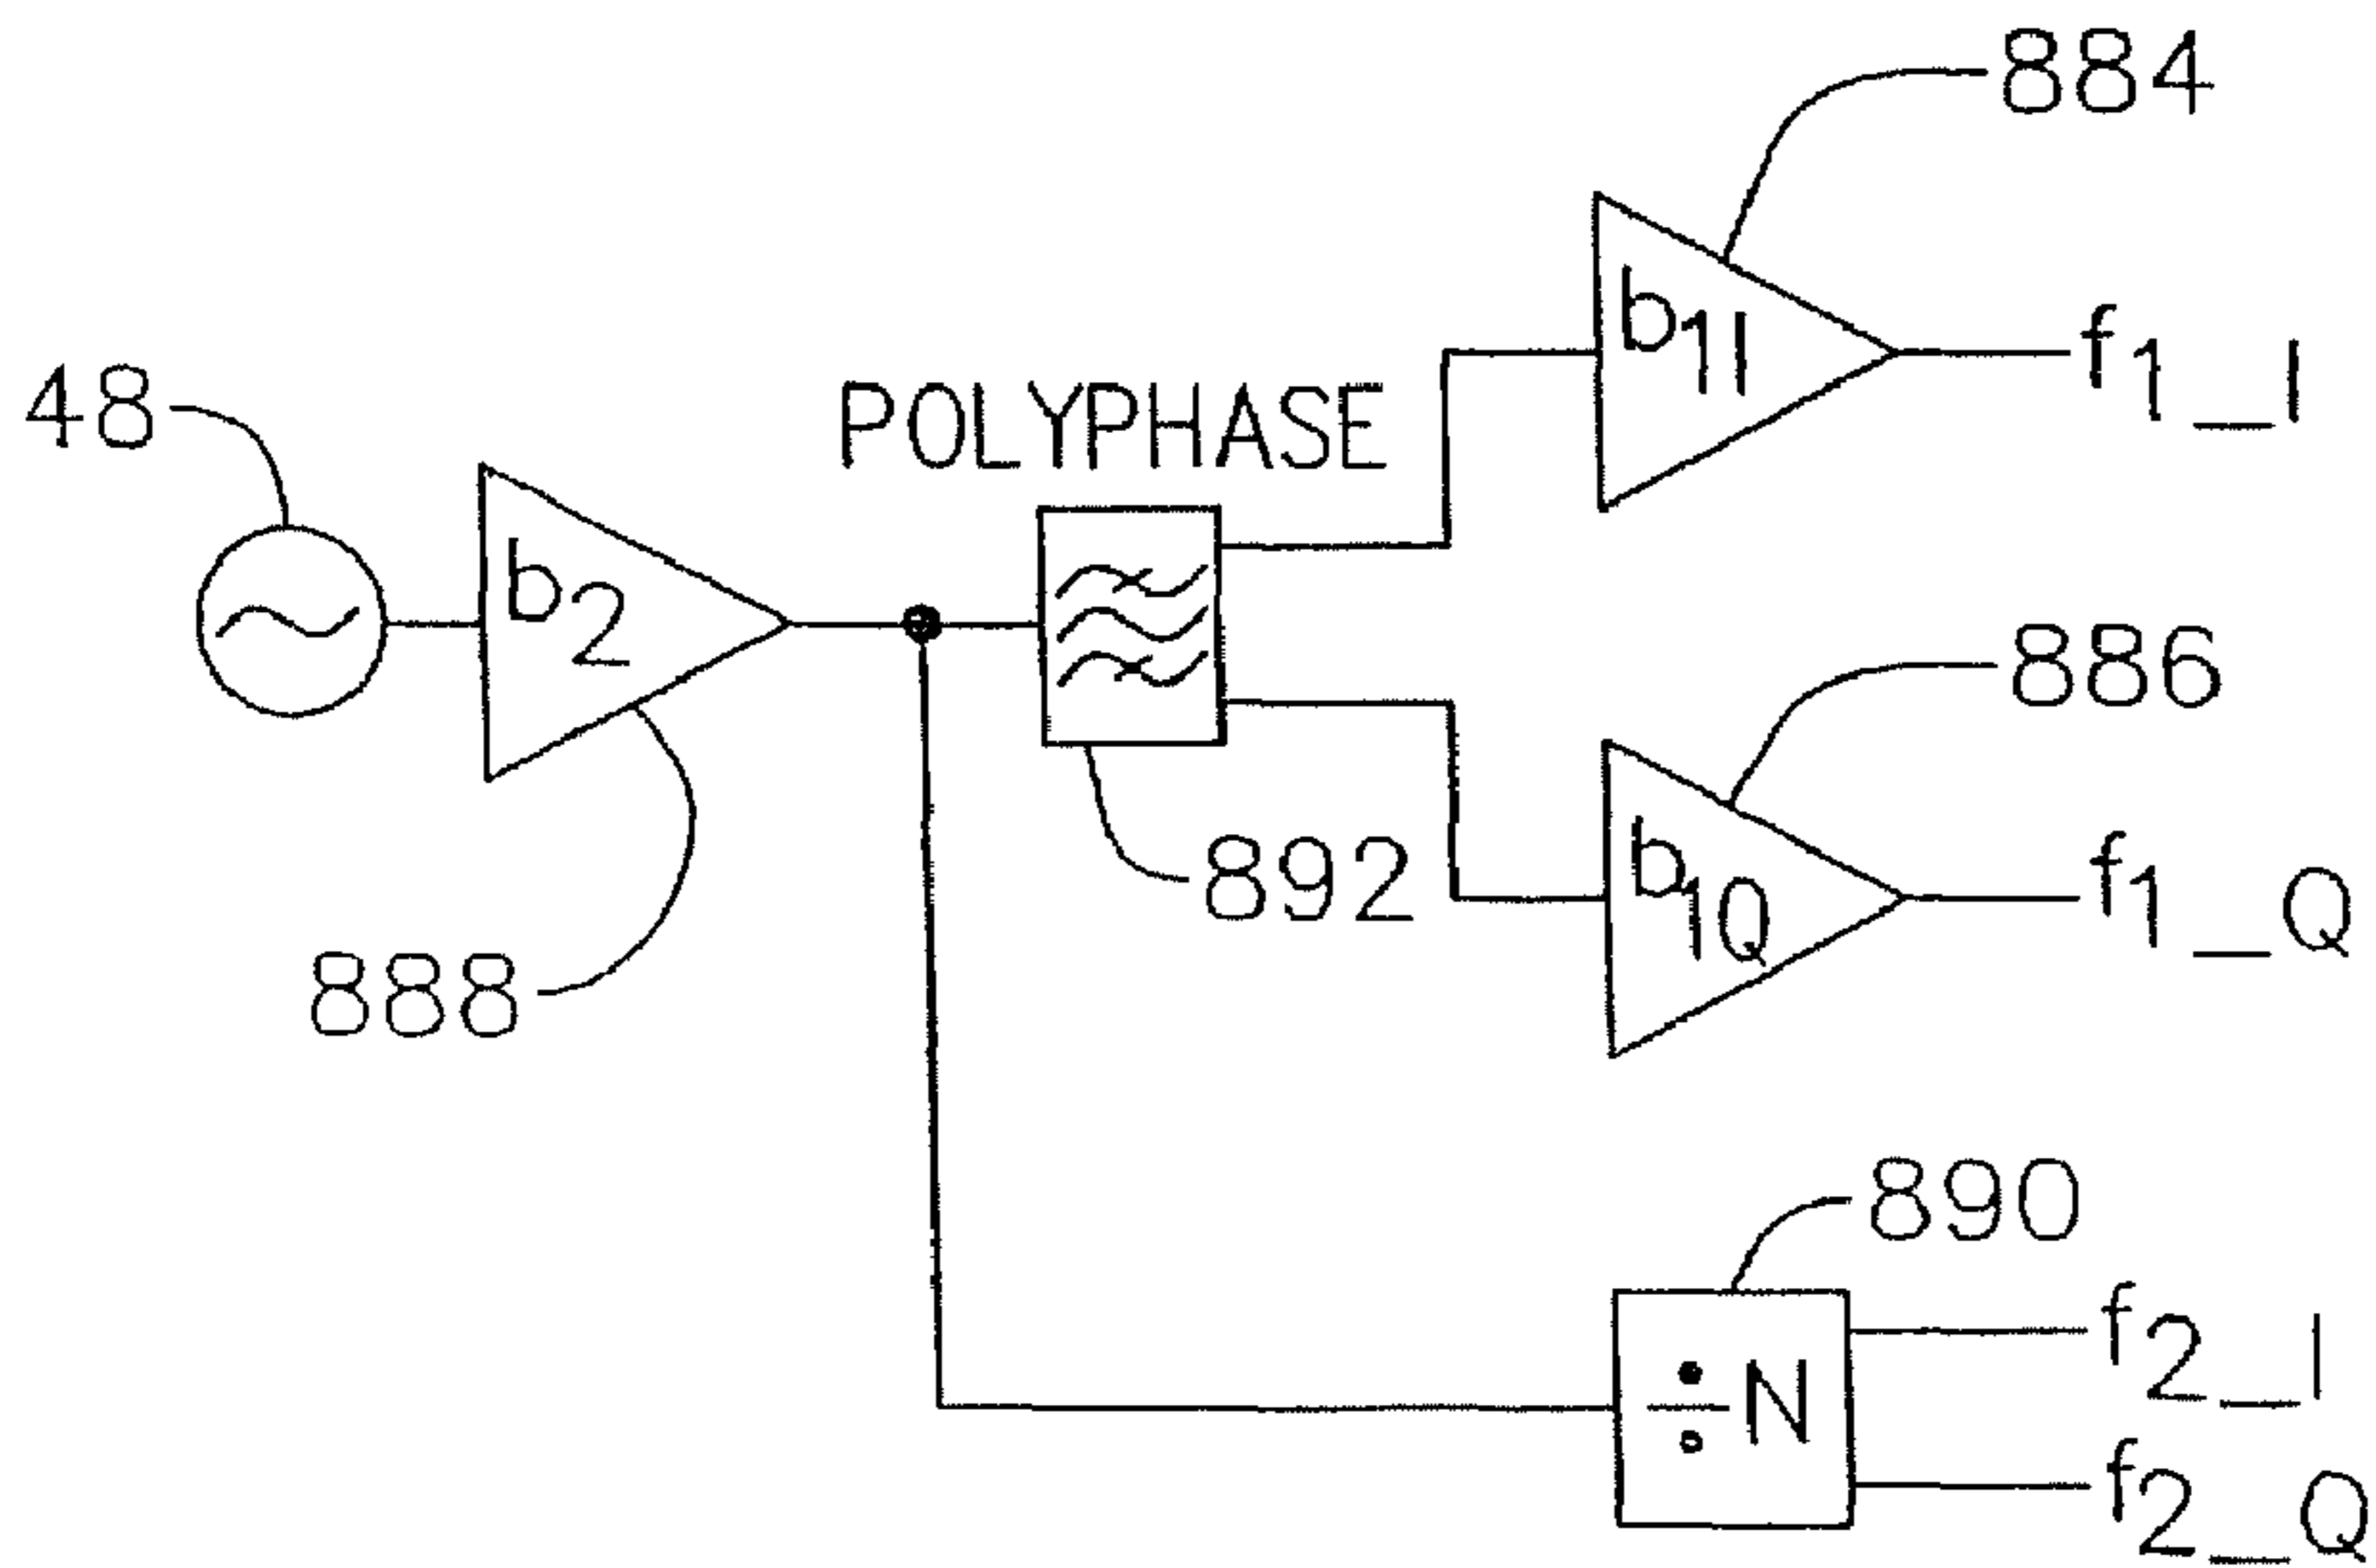 884
b1I
f1_I
48
POLYPHASE
b2
886
892
b1Q
f1_Q
888
890
f2_I
÷N
f2_Q